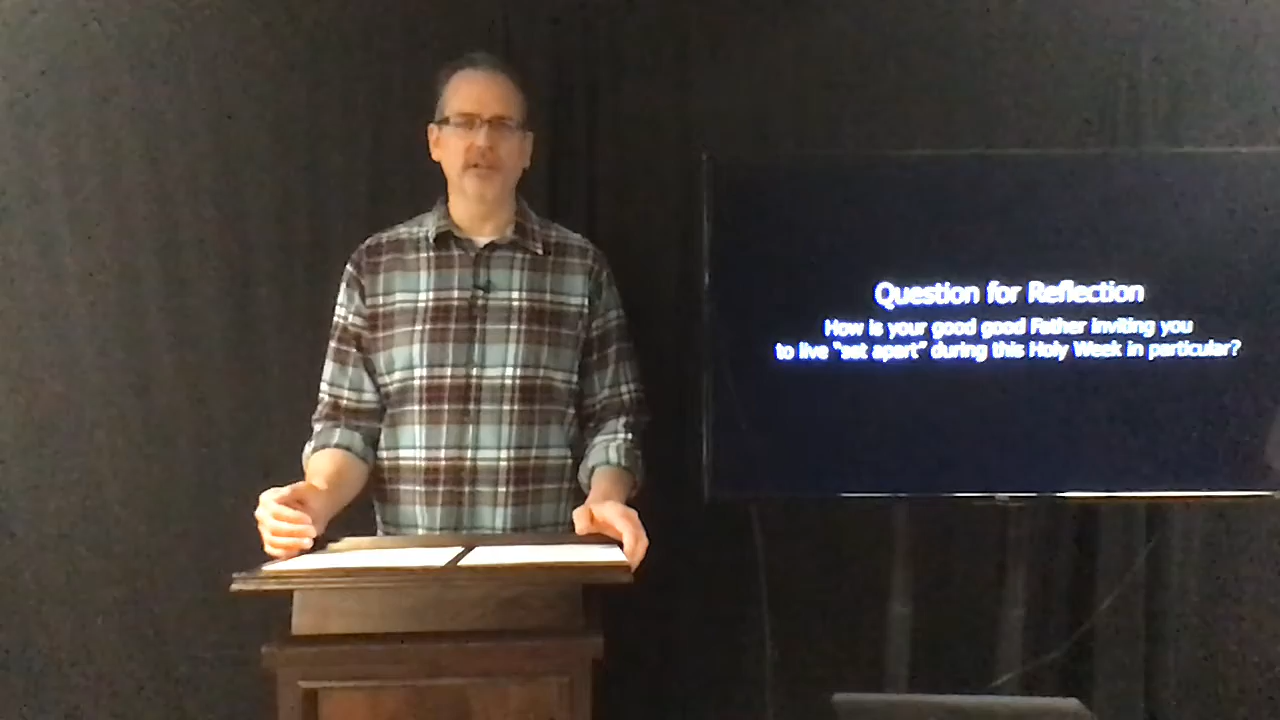 Question for Reflection
How is your good good Father inviting you
to live "set apart" during this Holy Week in particular?